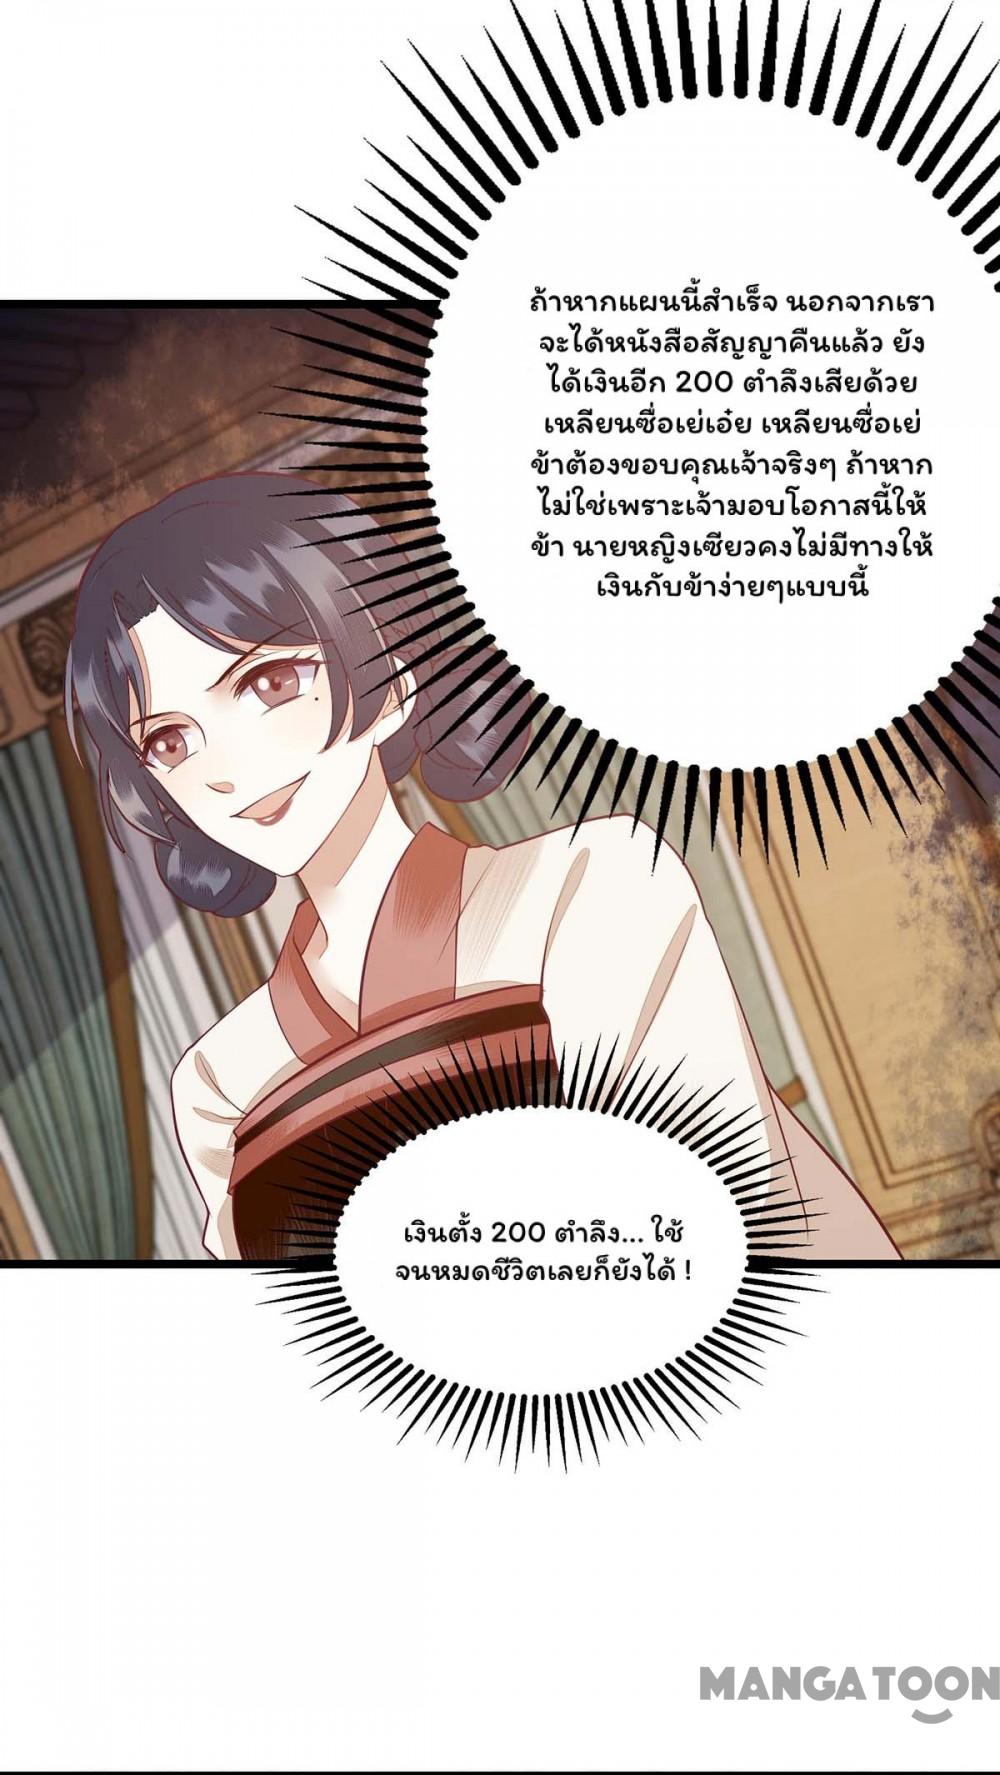 ถ้าหากแผนนี้สำเร็จ นอกจากเรา
จะได้หนังสือสัญญาคืนแล้ว ยัง
ได้เงินอีก 200 ตำลึงเสียด้วย
เหลียนซื่อเย่เอ๋ย เหลียนซื่อเย่
ข้าต้องขอบคุณเจ้าจริงๆ ถ้าหาก
ไม่ใช่เพราะเจ้ามอบโอกาสนี้ให้
ข้า นายหญิงเซียวคงไม่มีทางให้
เงินกับข้าง่ายๆแบบนี้
เงินตั้ง 200 ตำลึง... ใช้
จนหมดชีวิตเลยก็ยังได้ !
MANGATOON